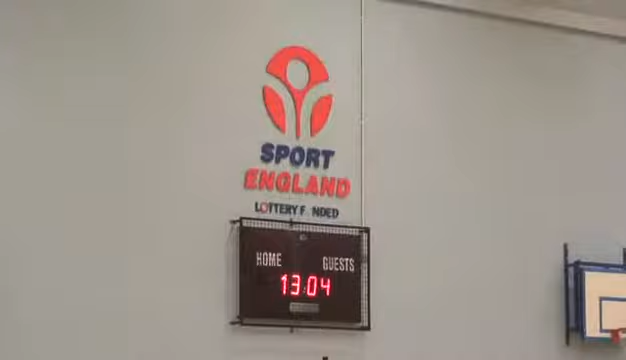 SPORT
ENGLAND
LOTTERY F NDED
HOME GUESTS
13:04